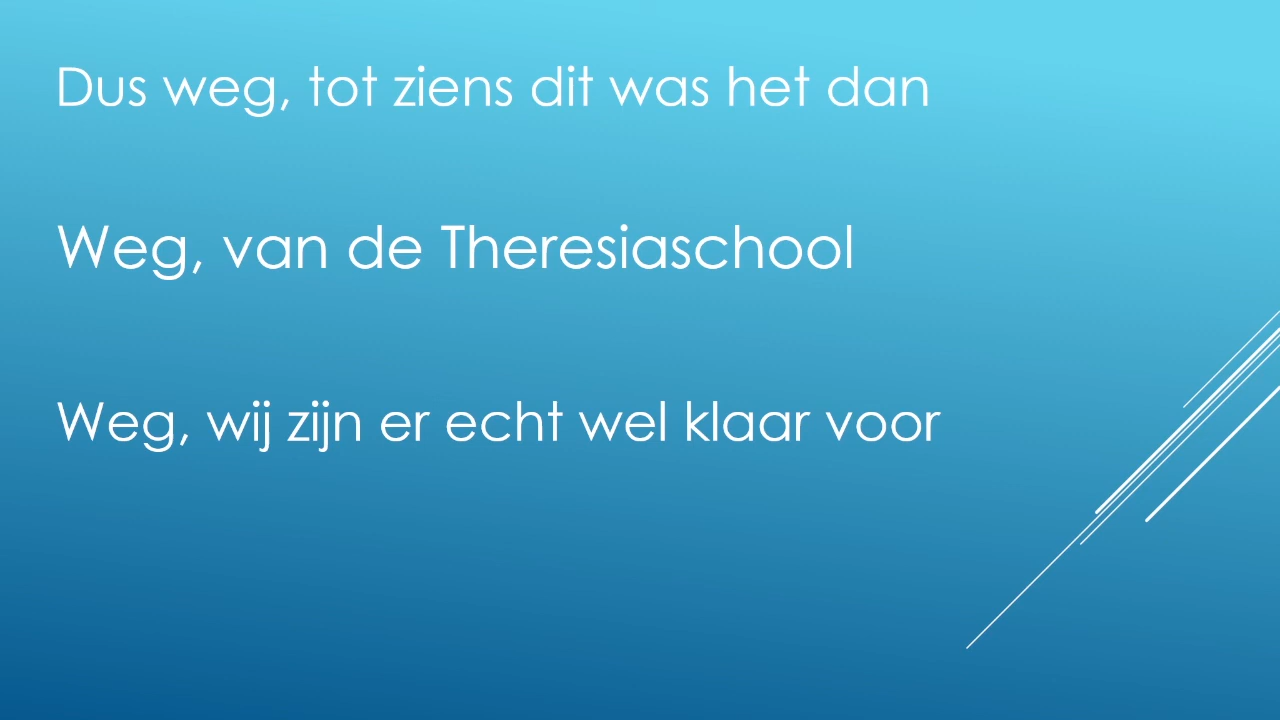 Dus weg, tot ziens dit was het dan
Weg, van de Theresiaschool
Weg, wij zijn er echt wel klaar voor